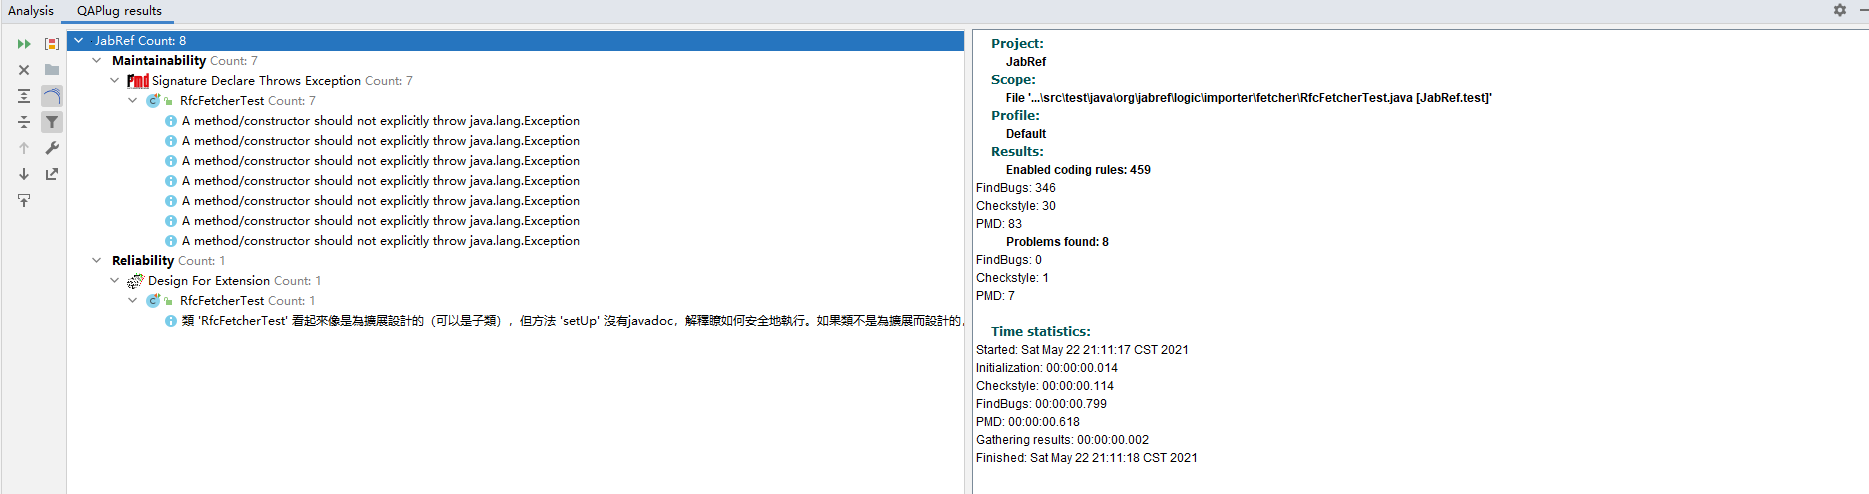 Analysis QAPlug results
JabRef Count: 8
Maintainability Count: 7
pmd Signature Declare Throws Exception Count: 7
C RfcFetcherTest Count: 7
A method/constructor should not explicitly throw java.lang.Exception
A method/constructor should not explicitly throw java.lang.Exception
A method/constructor should not explicitly throw java.lang.Exception
A method/constructor should not explicitly throw java.lang.Exception
A method/constructor should not explicitly throw java.lang.Exception
A method/constructor should not explicitly throw java.lang.Exception
A method/constructor should not explicitly throw java.lang.Exception
Reliability Count: 1
Design For Extension Count: 1
C RfcFetcherTest Count: 1
類 'RfcFetcherTest' 看起來像是為擴展設計的（可以是子類），但方法 'setUp' 沒有javadoc，解釋瞭如何安全地執行。如果類不是為擴展而設計的，
Project:
JabRef
Scope:
File '...\src\test\java\org\jabref\logic\importer\fetcher\RfcFetcherTest.java [JabRef.test]'
Profile:
Default
Results:
Enabled coding rules: 459
FindBugs: 346
Checkstyle: 30
PMD: 83
Problems found: 8
FindBugs: 0
Checkstyle: 1
PMD: 7
Time statistics:
Started: Sat May 22 21:11:17 CST 2021
Initialization: 00:00:00.014
Checkstyle: 00:00:00.114
FindBugs: 00:00:00.799
PMD: 00:00:00.618
Gathering results: 00:00:00.002
Finished: Sat May 22 21:11:18 CST 2021